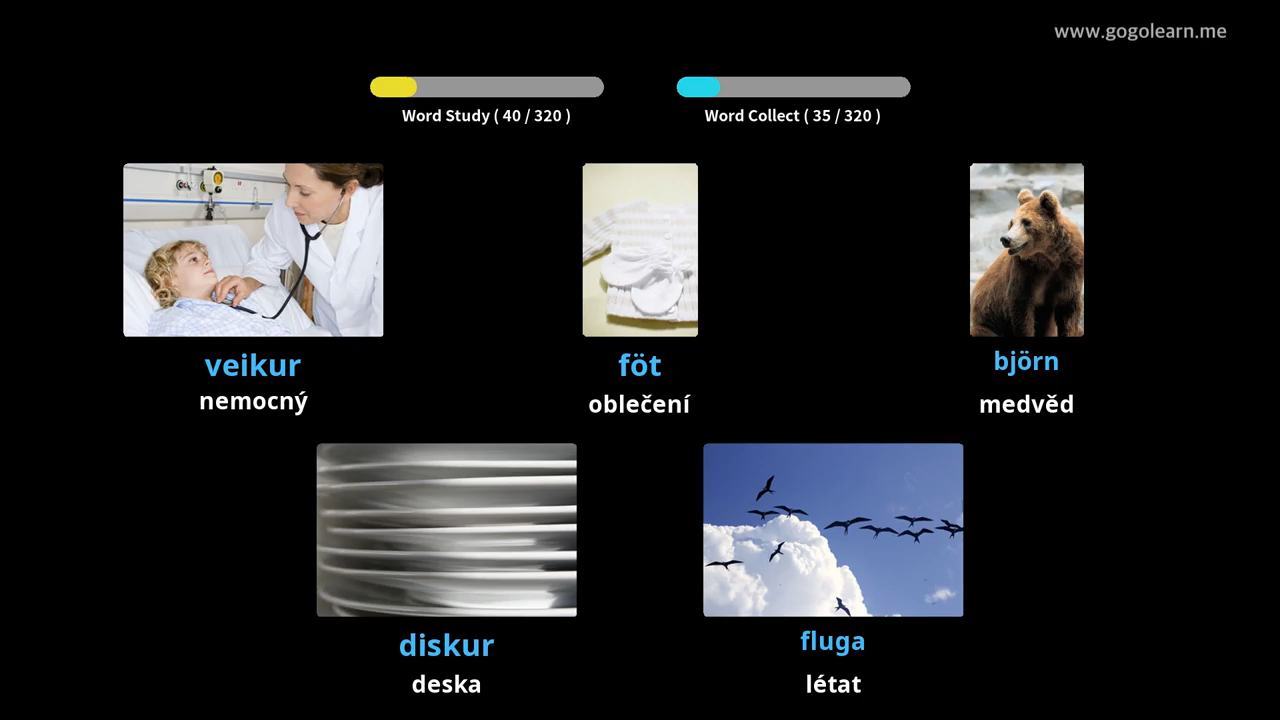 www.gogolearn.me
Word Study ( 40 / 320 )
Word Collect ( 35 / 320 )
veikur
nemocný
föt
oblečení
björn
medvěd
diskur
deska
fluga
létat